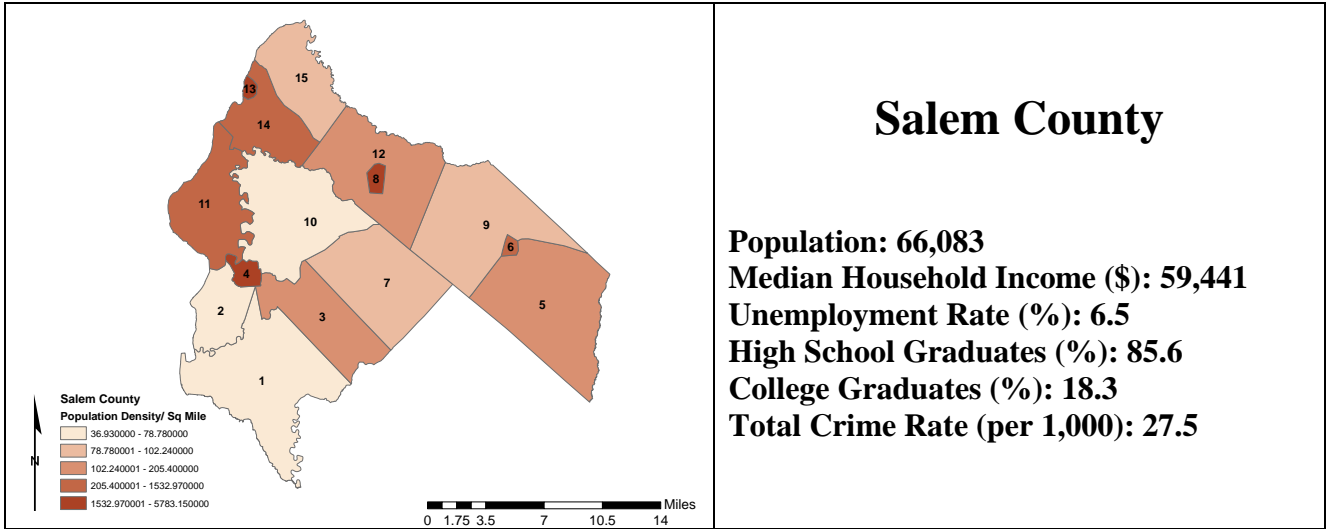 15
13
14
12
8
11
10
9
6
4
7
5
2
3
1
Salem County
Population Density/ Sq Mile
36.930000 - 78.780000
78.780001 - 102.240000
102.240001 - 205.400000
205.400001 - 1532.970000
1532.970001 - 5783.150000
N
Miles
0 1.75 3.5 7 10.5 14
Salem County
Population: 66,083
Median Household Income ($): 59,441
Unemployment Rate (%): 6.5
High School Graduates (%): 85.6
College Graduates (%): 18.3
Total Crime Rate (per 1,000): 27.5